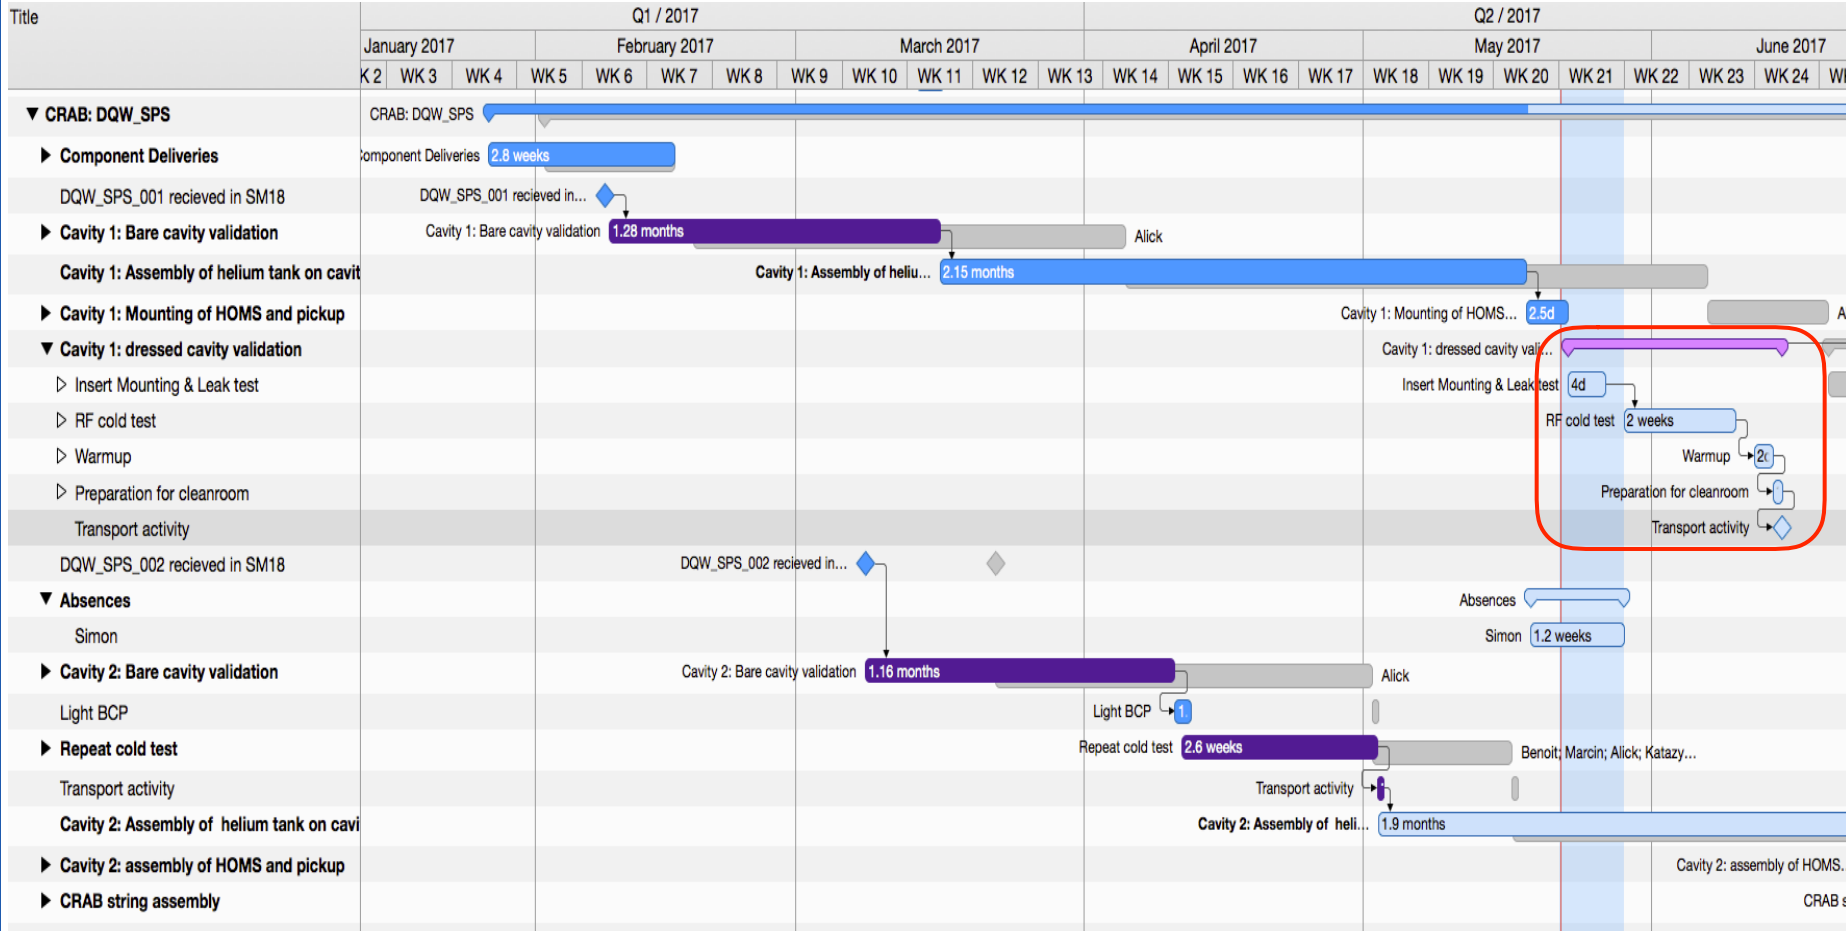 Title
Q1 / 2017
Q2 / 2017
January 2017
February 2017
March 2017
April 2017
May 2017
June 2017
K 2 WK 3 WK 4 WK 5 WK 6 WK 7 WK 8 WK 9 WK 10 WK 11 WK 12 WK 13 WK 14 WK 15 WK 16 WK 17 WK 18 WK 19 WK 20 WK 21 WK 22 WK 23 WK 24
CRAB: DQW_SPS CRAB: DQW_SPS
Component Deliveries Component Deliveries 2.8 weeks
DQW_SPS_001 recieved in SM18 DQW_SPS_001 recieved in...
Cavity 1: Bare cavity validation Cavity 1: Bare cavity validation 1.28 months Alick
Cavity 1: Assembly of helium tank on cavit Cavity 1: Assembly of heliu... 2.15 months
Cavity 1: Mounting of HOMS and pickup Cavity 1: Mounting of HOMS... 2.5d A
Cavity 1: dressed cavity validation Cavity 1: dressed cavity vali...
Insert Mounting & Leak test Insert Mounting & Leak test 4d
RF cold test RF cold test 2 weeks
Warmup Warmup
Preparation for cleanroom Preparation for cleanroom
Transport activity Transport activity
DQW_SPS_002 recieved in SM18 DQW_SPS_002 recieved in...
Absences Absences
Simon Simon 1.2 weeks
Cavity 2: Bare cavity validation Cavity 2: Bare cavity validation 1.16 months Alick
Light BCP Light BCP 1.
Repeat cold test Repeat cold test 2.6 weeks Benoit; Marcin; Alick; Katazy...
Transport activity Transport activity
Cavity 2: Assembly of helium tank on cavi Cavity 2: Assembly of heli... 1.9 months
Cavity 2: assembly of HOMS and pickup Cavity 2: assembly of HOMS...
CRAB string assembly CRAB s